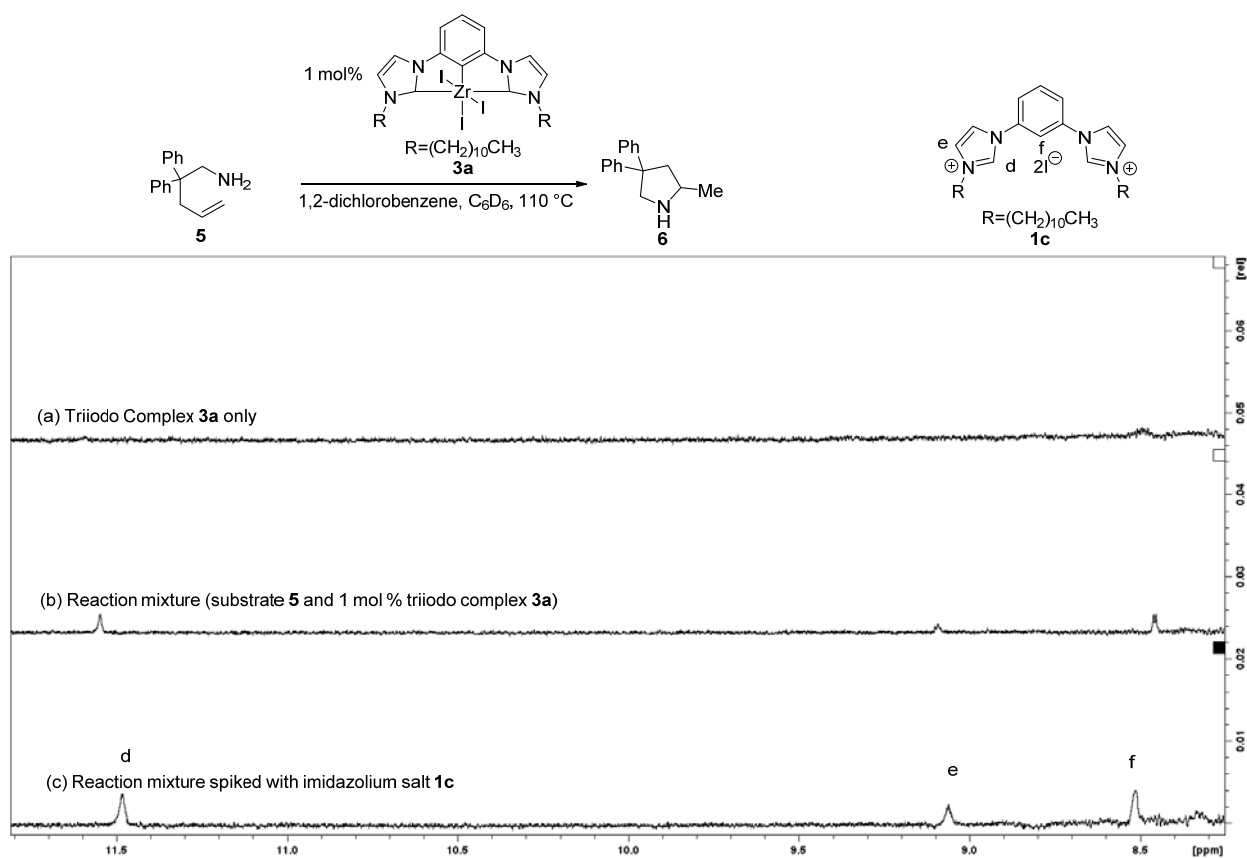 1 mol%
N
N
N
N
I
Zr
I
I
R
R
R=(CH2)10CH3
3a
Ph
Ph
NH2
5
1,2-dichlorobenzene, C6D6, 110 °C
Ph
Ph
Me
N
H
6
e
N
N
f
d
2I⊖
⊕
N
N
⊕
R
R
R=(CH2)10CH3
1c
[rel]
0.06
(a) Triiodo Complex 3a only
0.05
0.04
0.03
(b) Reaction mixture (substrate 5 and 1 mol % triiodo complex 3a)
0.02
0.01
d
e
f
(c) Reaction mixture spiked with imidazolium salt 1c
11.5
11.0
10.5
10.0
9.5
9.0
8.5
[ppm]